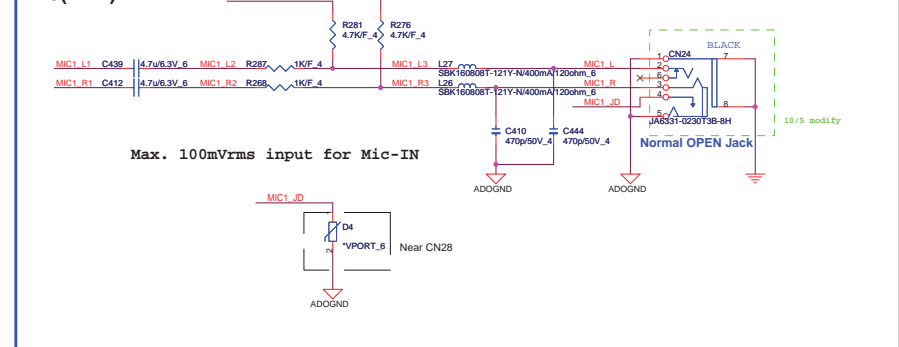 R281 R276
4.7K/F_4 4.7K/F_4
BLACK
MIC1_L1 C439 4.7u/6.3V_6 MIC1_L2 R287 1K/F_4 MIC1_L3 L27 MIC1_L 1 CN24 7
SBK160808T-121Y-N/400mA/120ohm_6 2
6
MIC1_R1 C412 4.7u/6.3V_6 MIC1_R2 R268 1K/F_4 MIC1_R3 L26 MIC1_R 3
SBK160808T-121Y-N/400mA/120ohm_6 4
MIC1_JD 8
5
C410 C444 JA6331-0230T3B-8H 10/5 modify
470p/50V_4 470p/50V_4
Normal OPEN Jack
Max. 100mVrms input for Mic-IN
ADOGND ADOGND
MIC1_JD
1
D4
*VPORT_6 Near CN28
2
ADOGND